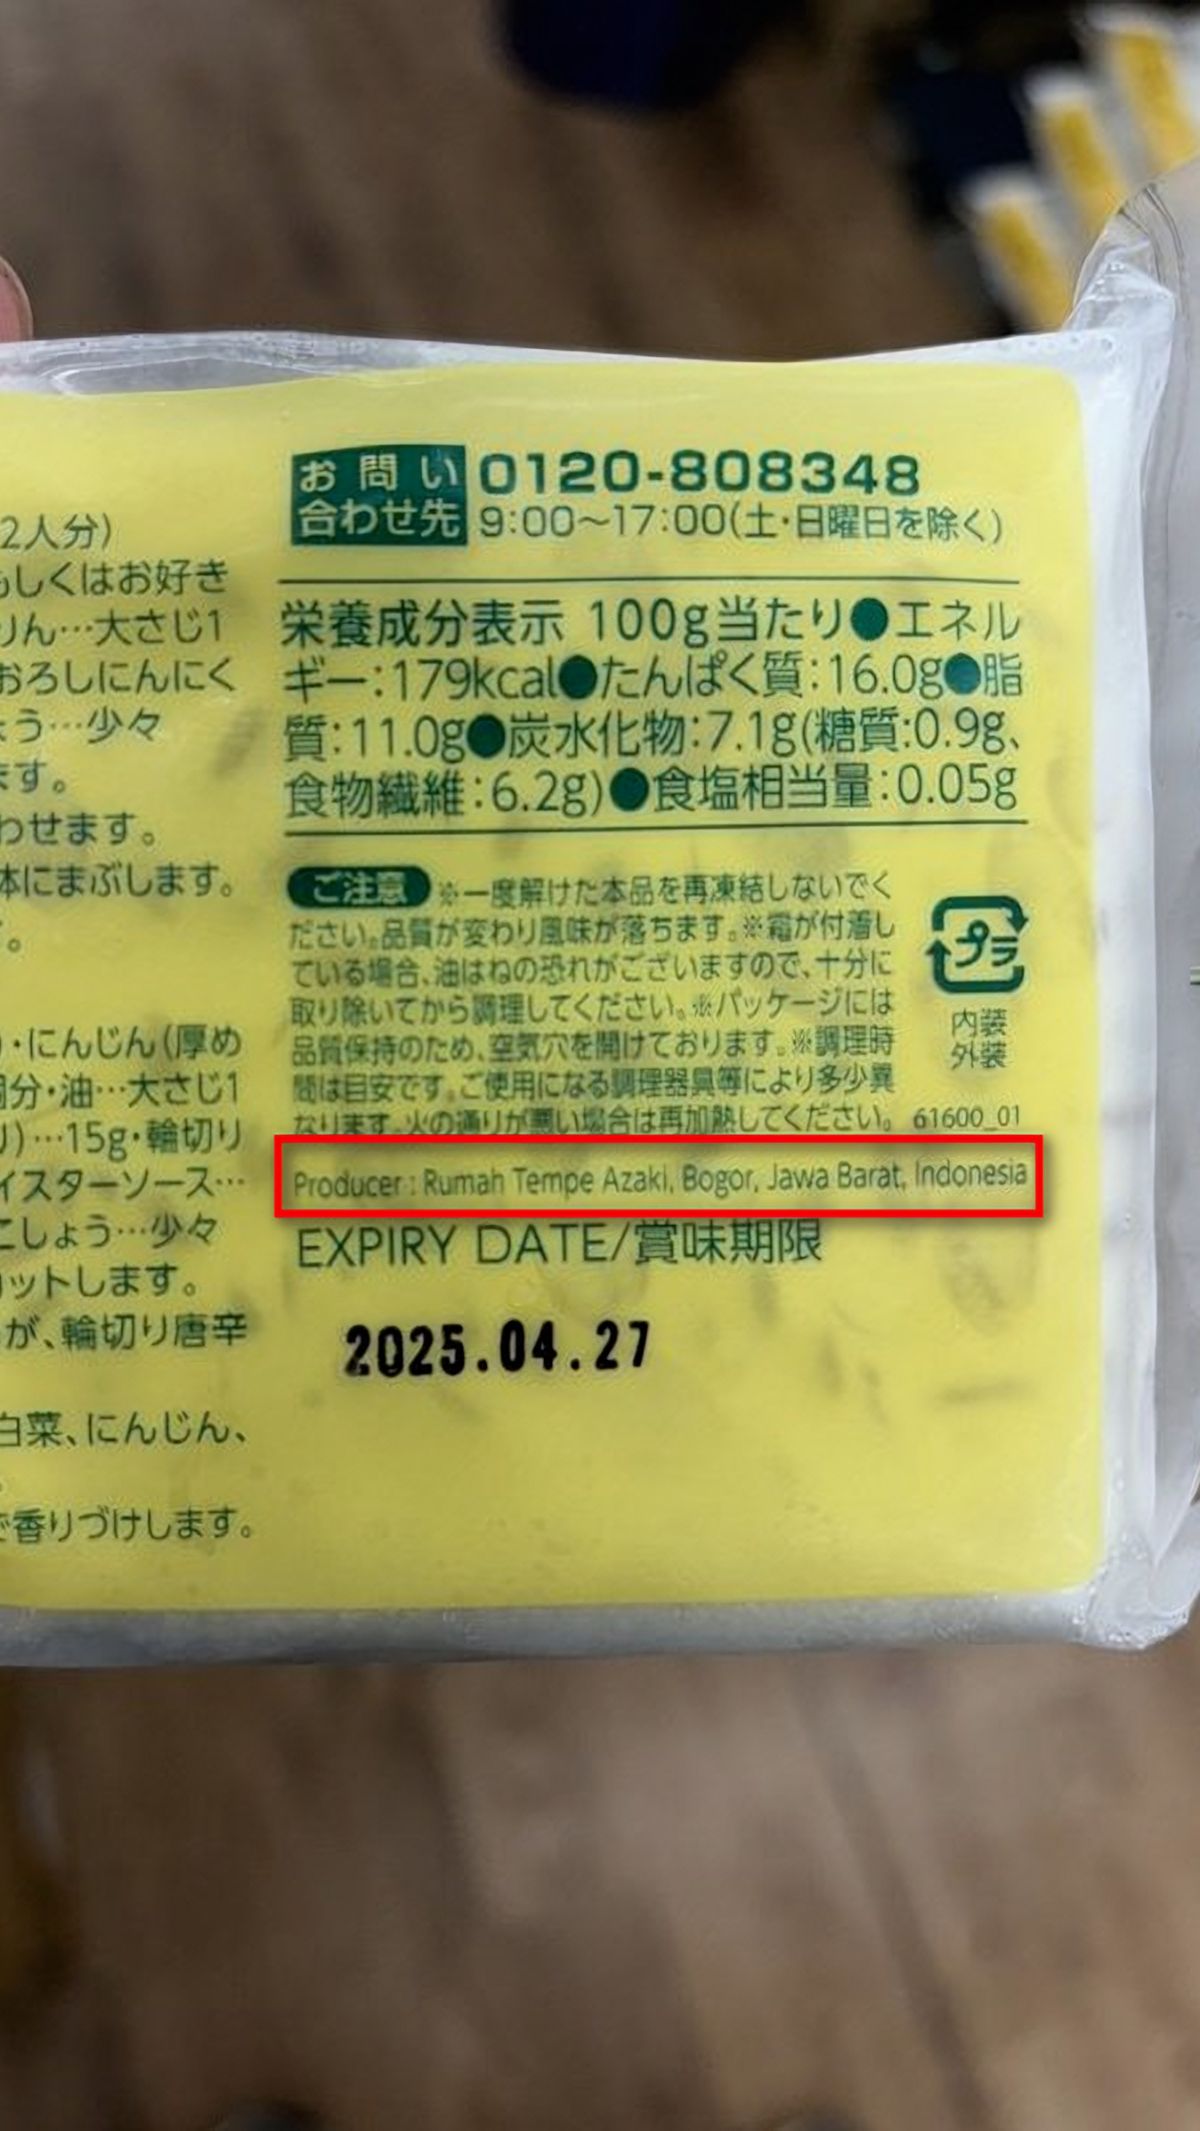 お問い
合わせ先
0120-808348
9:00~17:00(土・日曜日を除く)
栄養成分表示 100g当たり●エネル
ギー:179kcal●たんぱく質:16.0g●脂
質:11.0g●炭水化物:7.1g(糖質:0.9g、
食物繊維:6.2g)●食塩相当量:0.05g
ご注意 ※一度解けた本品を再凍結しないでく
ださい。品質が変わり風味が落ちます。※霜が付着し
ている場合、油はねの恐れがございますので、十分に
取り除いてから調理してください。※パッケージには
品質保持のため、空気穴を開けております。※調理時
間は目安です。ご使用になる調理器具等により多少異
なります。火の通りが悪い場合は再加熱してください。
プラ
内装
外装
61600_01
Producer : Rumah Tempe Azaki, Bogor, Jawa Barat, Indonesia
EXPIRY DATE/賞味期限
2025.04.27
2人分)
もしくはお好き
りん…大さじ1
おろしにんにく
ょう…少々
ます。
わせます。
体にまぶします。
。
)・にんじん(厚め
個分・油…大さじ1
り)…15g・輪切り
イスターソース…
こしょう…少々
カットします。
が、輪切り唐辛
白菜、にんじん、
で香りづけします。